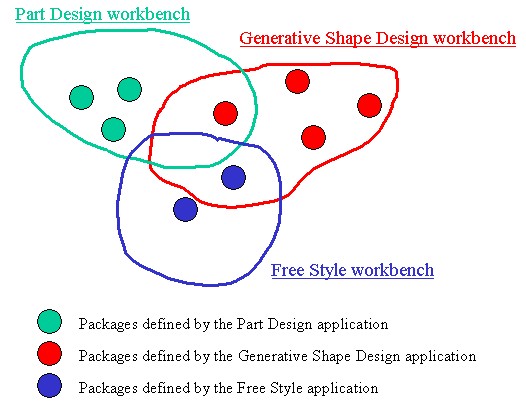 Part Design workbench
Generative Shape Design workbench
Free Style workbench
Packages defined by the Part Design application
Packages defined by the Generative Shape Design application
Packages defined by the Free Style application